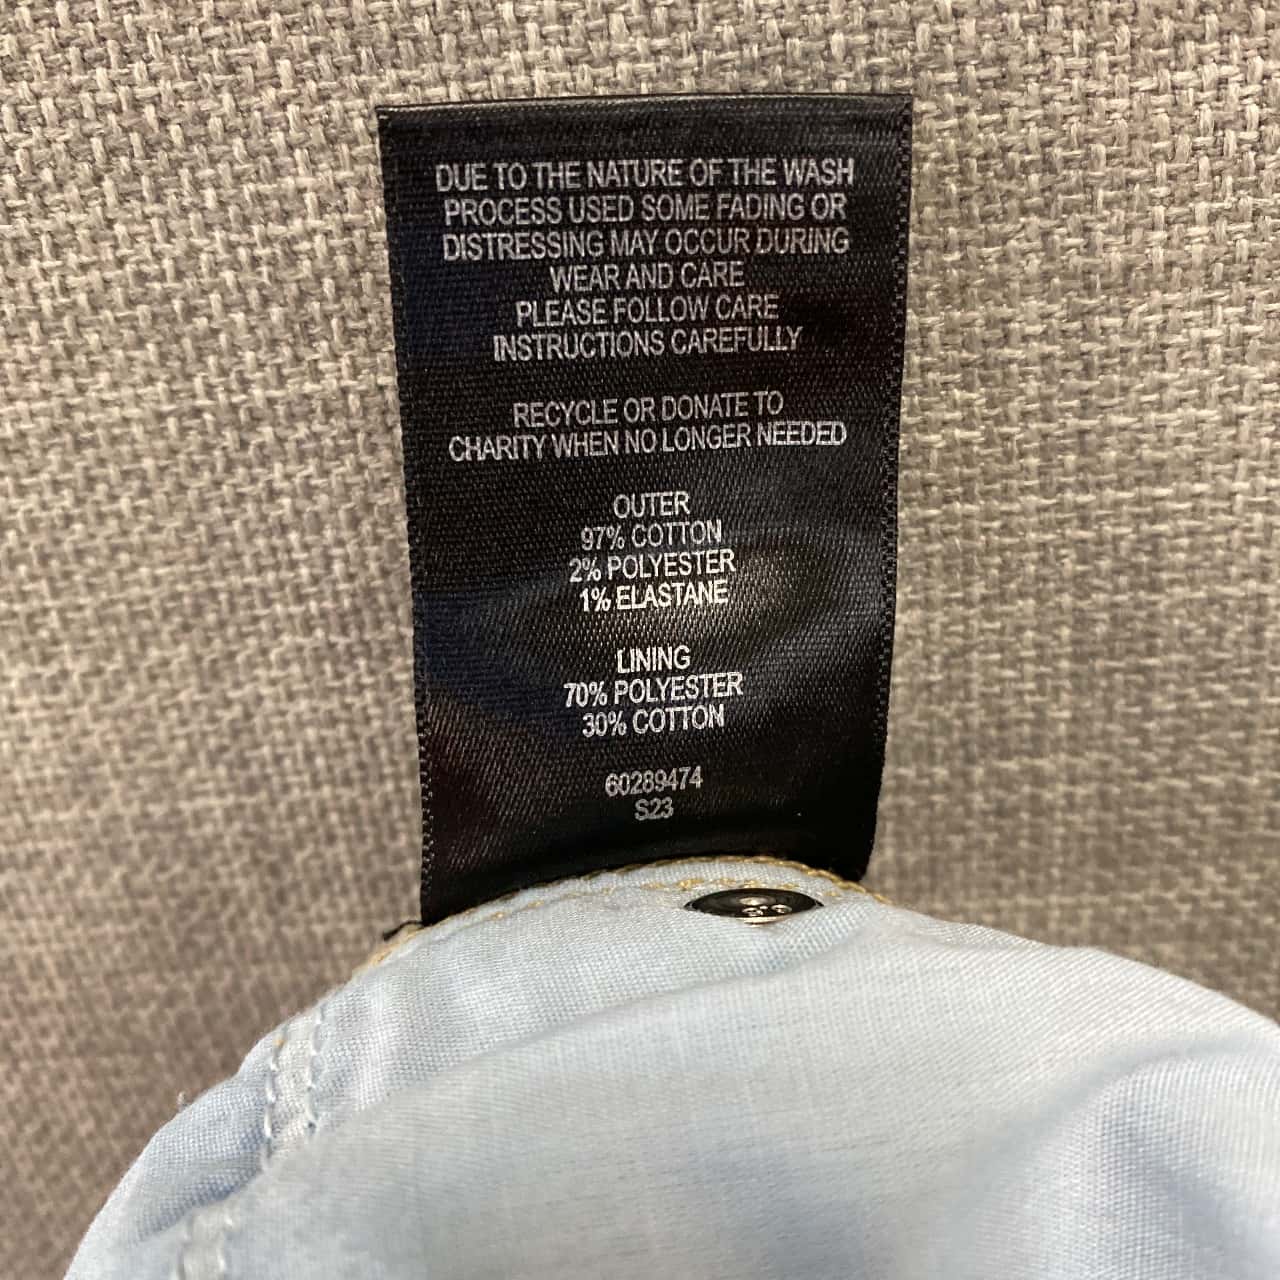 DUE TO THE NATURE OF THE WASH
PROCESS USED SOME FADING OR
DISTRESSING MAY OCCUR DURING
WEAR AND CARE
PLEASE FOLLOW CARE
INSTRUCTIONS CAREFULLY
RECYCLE OR DONATE TO
CHARITY WHEN NO LONGER NEEDED
OUTER
97% COTTON
2% POLYESTER
1% ELASTANE
LINING
70% POLYESTER
30% COTTON
60289474
S23